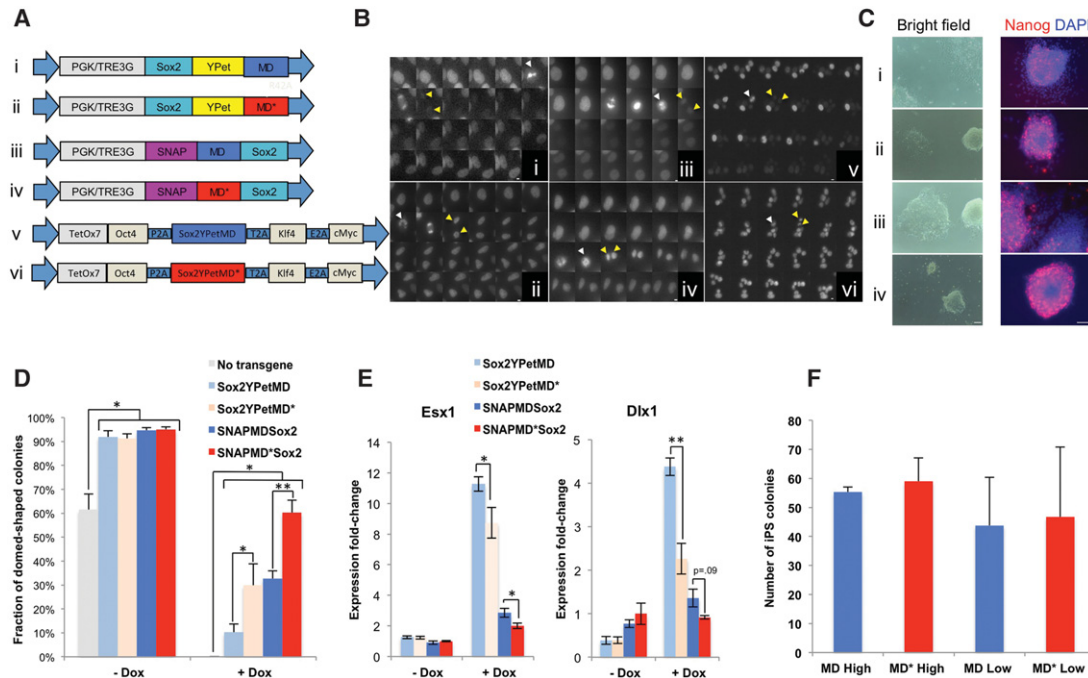 A
i PGK/TRE3G Sox2 YPet MD
ii PGK/TRE3G Sox2 YPet MD*
iii PGK/TRE3G SNAP MD Sox2
iv PGK/TRE3G SNAP MD* Sox2
v TetOx7 Oct4 P2A Sox2YPetMD T2A Klf4 E2A cMyc
vi TetOx7 Oct4 P2A Sox2YPetMD* T2A Klf4 E2A cMyc
B
i iii v
ii iv vi
C
Bright field Nanog DAPI
i
ii
iii
iv
D
No transgene
Sox2YPetMD
Sox2YPetMD*
SNAPMDSox2
SNAPMD*Sox2
Fraction of domed-shaped colonies
100%
90%
80%
70%
60%
50%
40%
30%
20%
10%
0%
*
*
*
**
- Dox + Dox
E
Sox2YPetMD
Sox2YPetMD*
SNAPMDSox2
SNAPMD*Sox2
Esx1
Expression fold-change
14
12
10
8
6
4
2
0
*
*
- Dox + Dox
Dlx1
Expression fold-change
5
4
3
2
1
0
**
p=.09
- Dox + Dox
F
Number of iPS colonies
80
70
60
50
40
30
20
10
0
MD High MD* High MD Low MD* Low